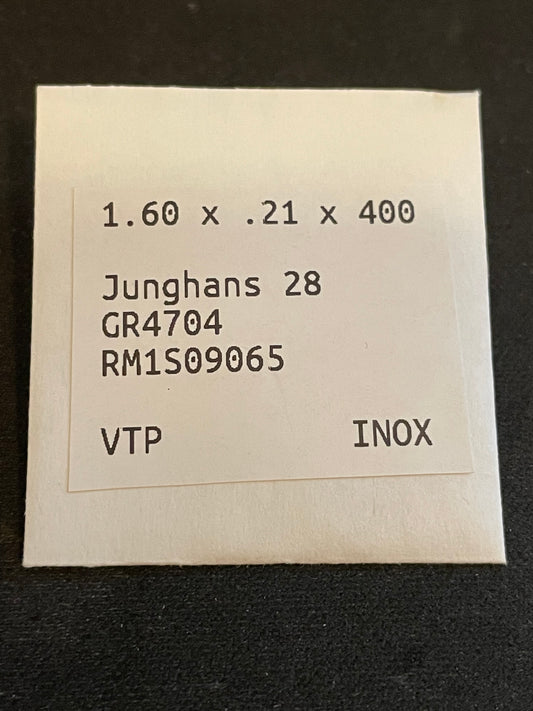 1.60 x .21 x 400
Junghans 28
GR4704
RM1S09065
VTP INOX